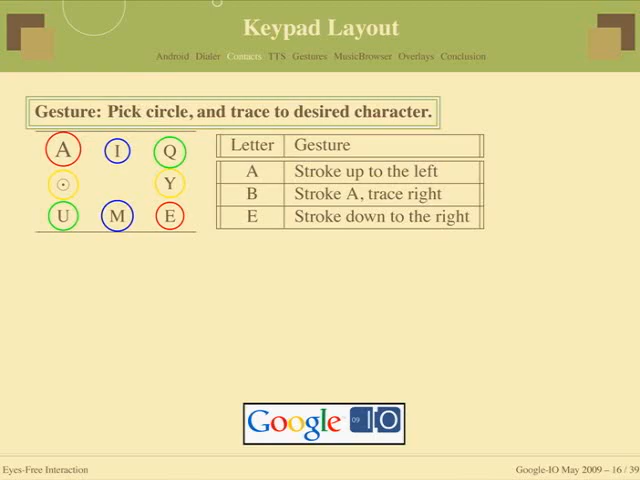 Keypad Layout
Android Dialer Contacts TTS Gestures MusicBrowser Overlays Conclusion
Gesture: Pick circle, and trace to desired character.
A I Q
⊙ Y
U M E
Letter Gesture
A Stroke up to the left
B Stroke A, trace right
E Stroke down to the right
Google 09 IO
Eyes-Free Interaction
Google-IO May 2009 – 16 / 39